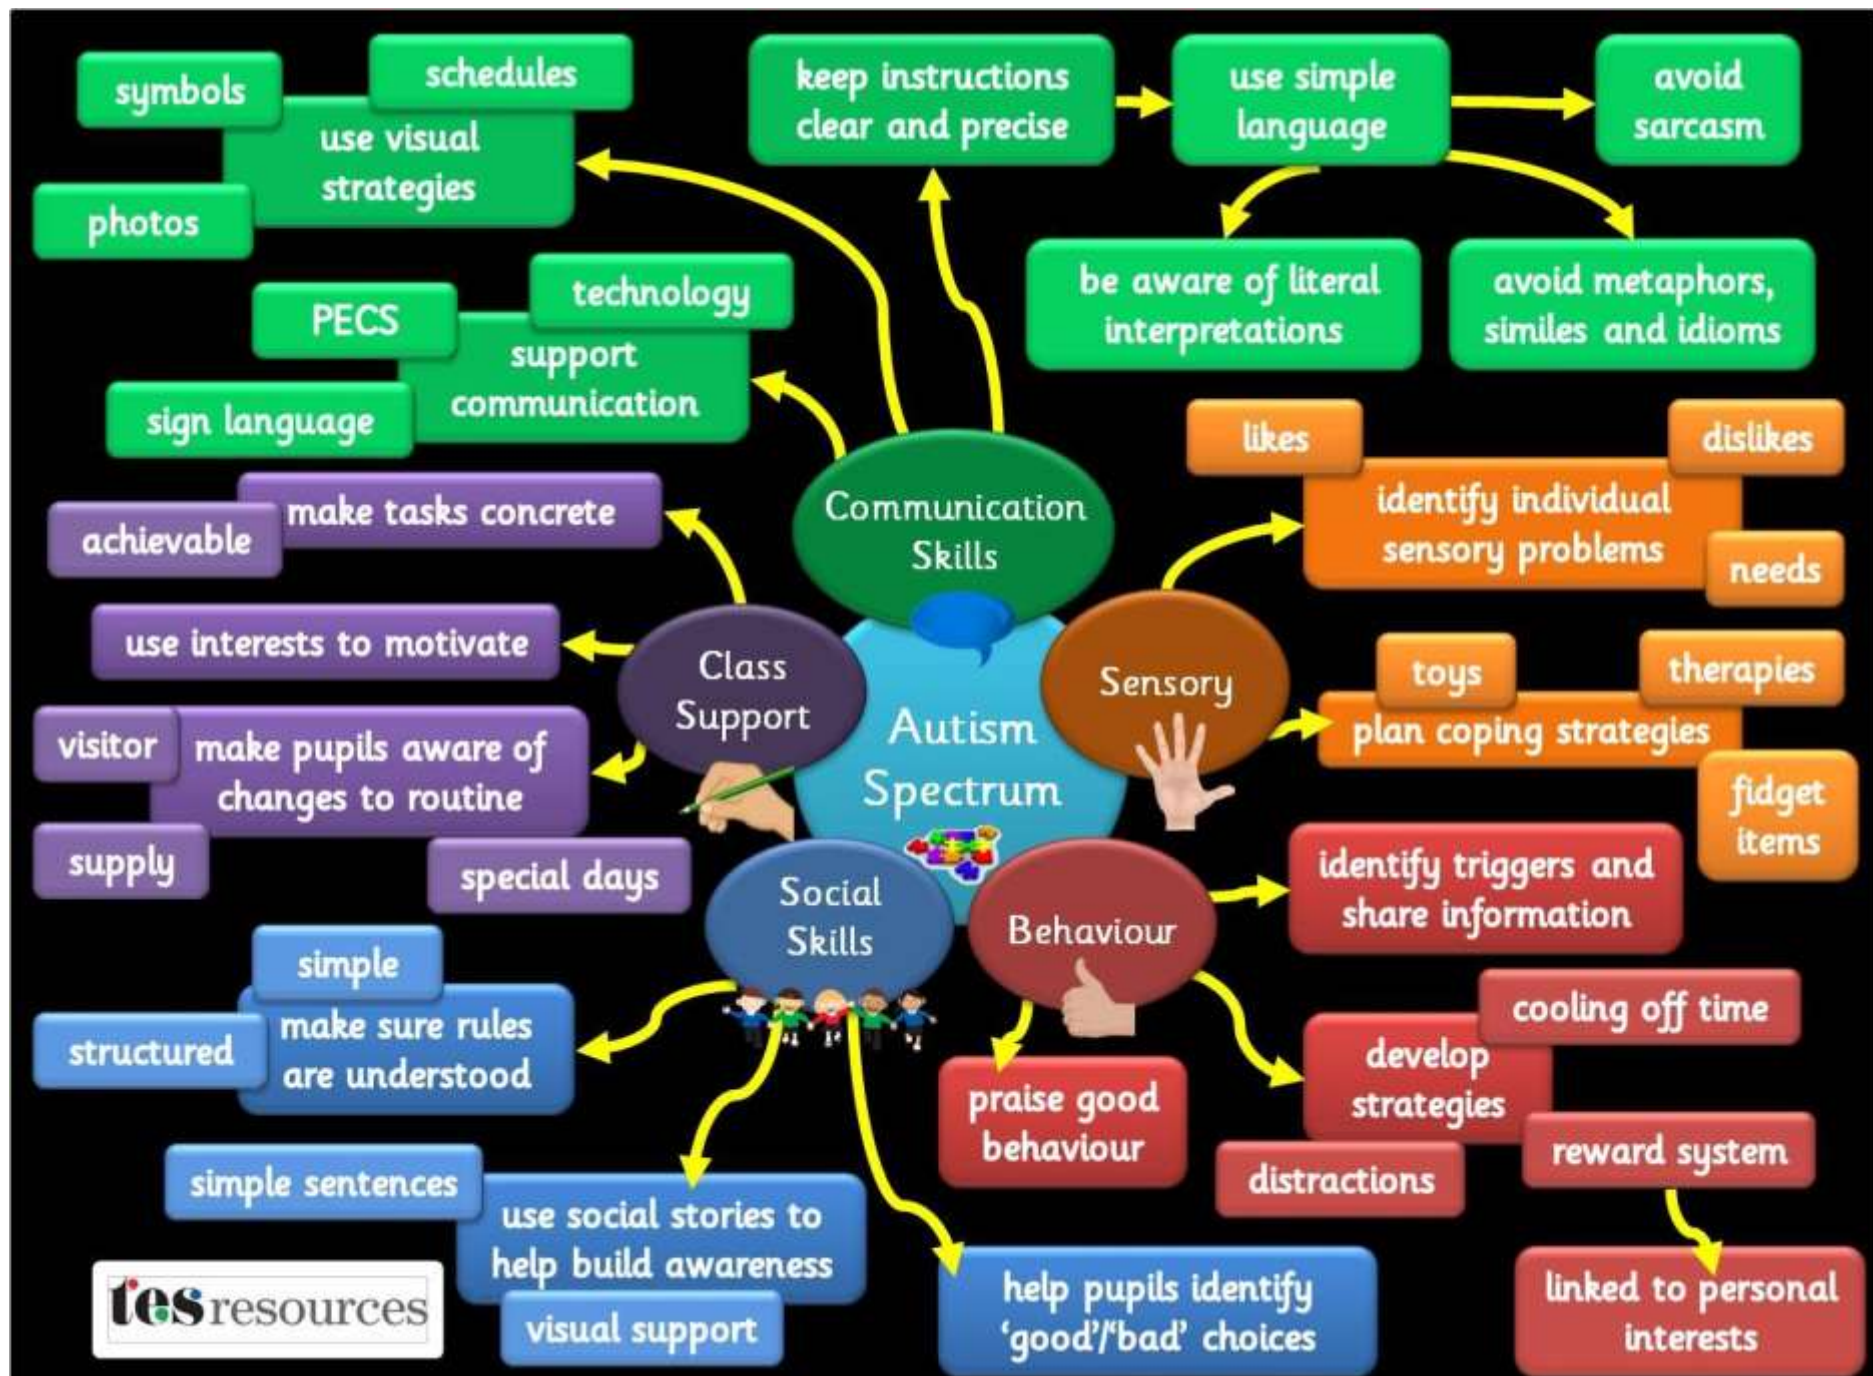 symbols
schedules
use visual
strategies
photos
keep instructions
clear and precise
use simple
language
avoid
sarcasm
be aware of literal
interpretations
avoid metaphors,
similes and idioms
PECS
technology
support
communication
sign language
Communication
Skills
likes
dislikes
identify individual
sensory problems
needs
achievable
make tasks concrete
use interests to motivate
Class
Support
visitor
make pupils aware of
changes to routine
supply
special days
Autism
Spectrum
Sensory
toys
therapies
plan coping strategies
fidget
items
Social
Skills
Behaviour
identify triggers and
share information
simple
structured
make sure rules
are understood
cooling off time
develop
strategies
praise good
behaviour
distractions
reward system
simple sentences
use social stories to
help build awareness
visual support
help pupils identify
‘good’/‘bad’ choices
linked to personal
interests
tes resources